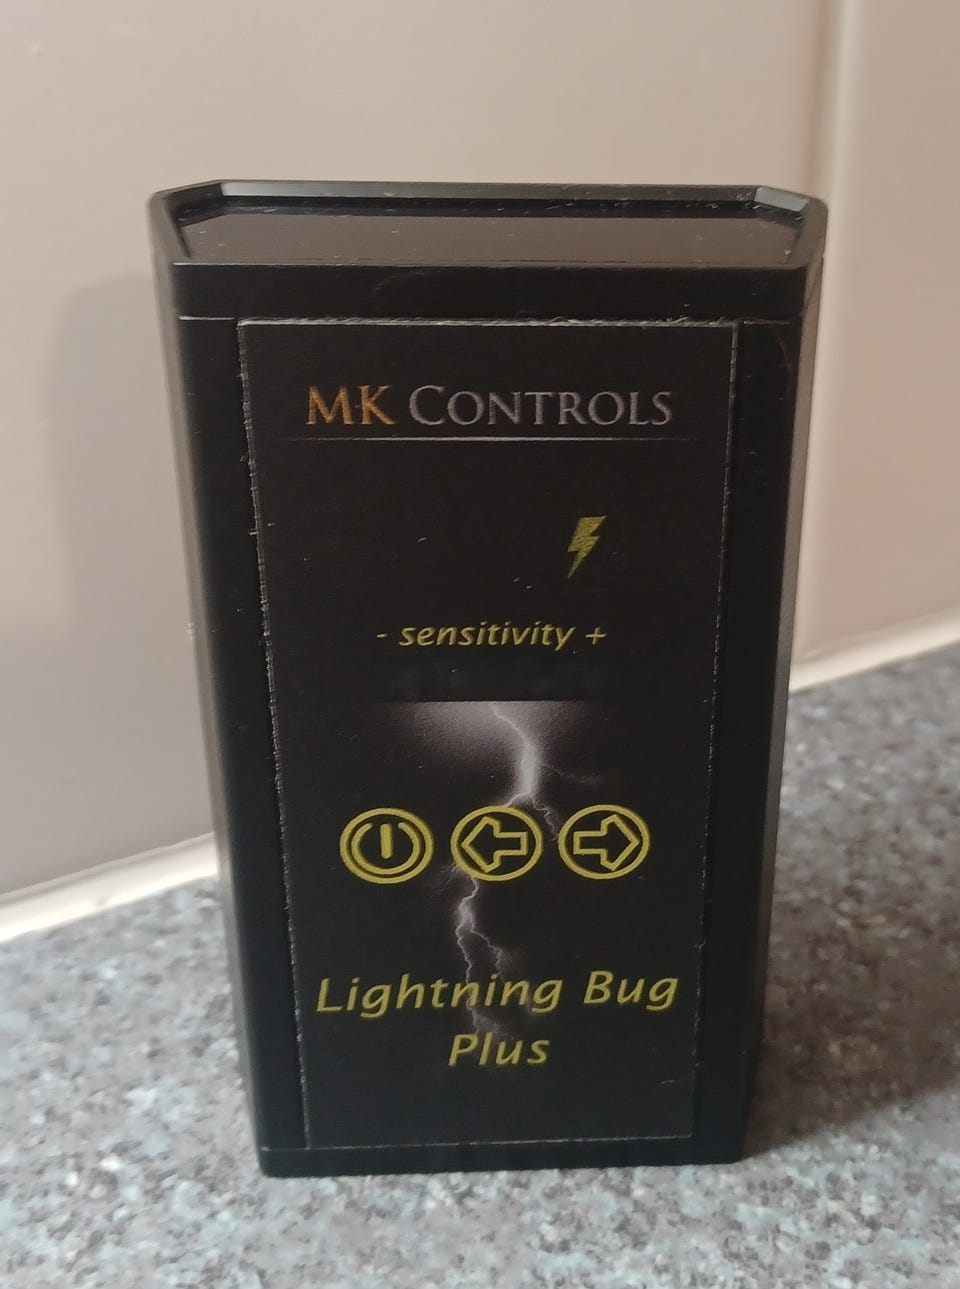 MK CONTROLS
- sensitivity +
Lightning Bug
Plus